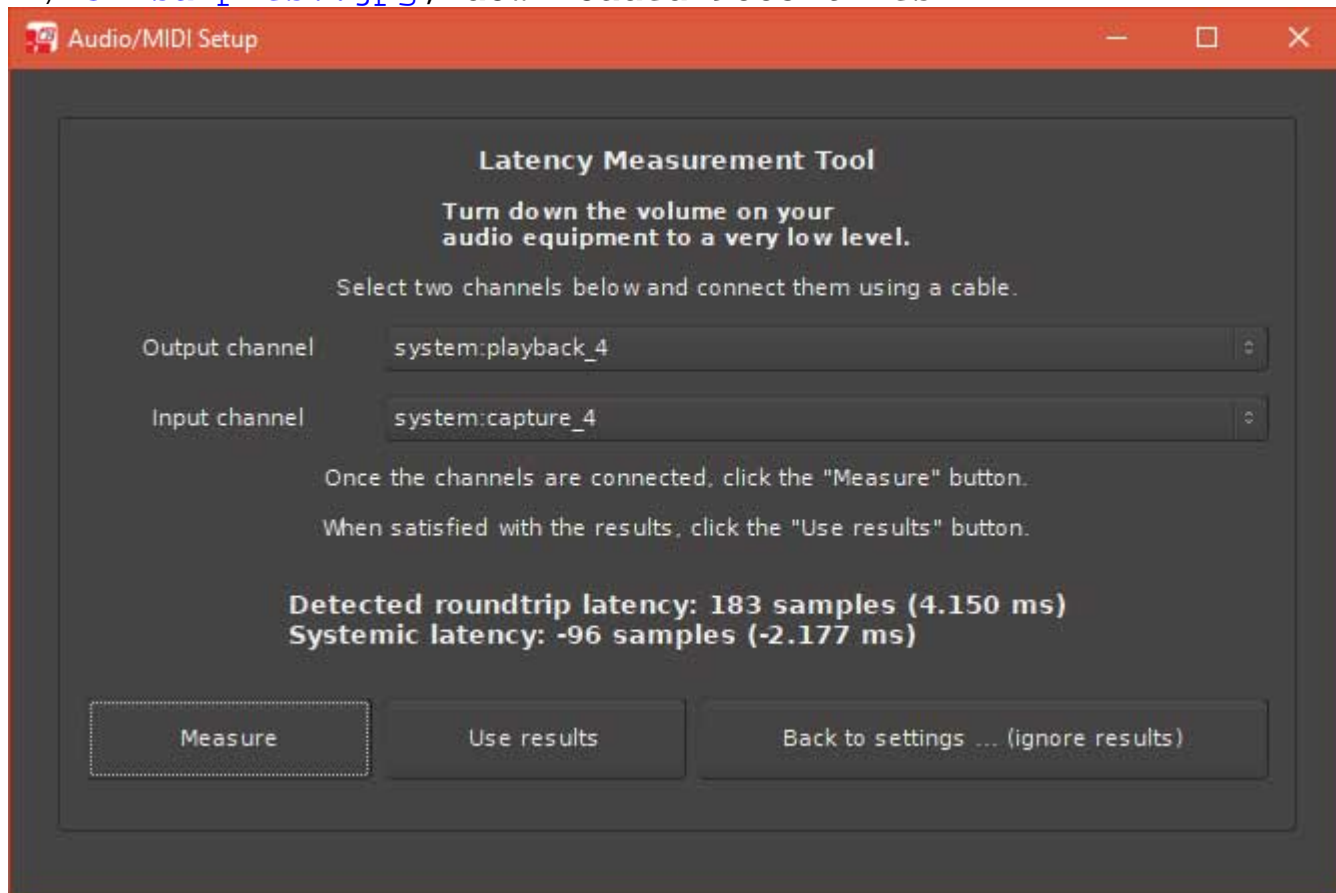 Audio/MIDI Setup
Latency Measurement Tool
Turn down the volume on your
audio equipment to a very low level.
Select two channels below and connect them using a cable.
Output channel system:playback_4
Input channel system:capture_4
Once the channels are connected, click the "Measure" button.
When satisfied with the results, click the "Use results" button.
Detected roundtrip latency: 183 samples (4.150 ms)
Systemic latency: -96 samples (-2.177 ms)
Measure Use results Back to settings ... (ignore results)